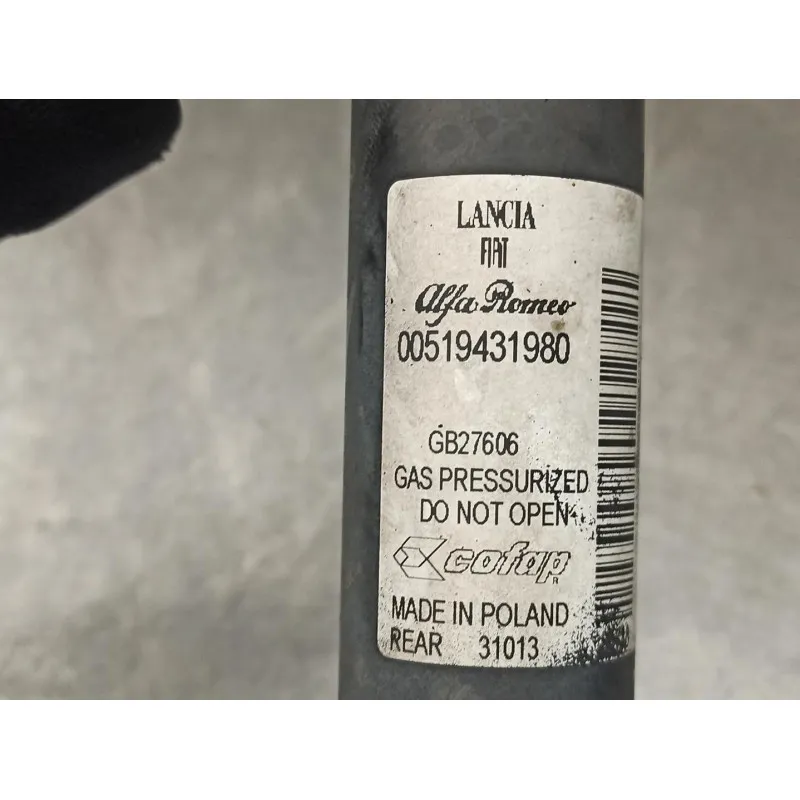 LANCIA
FIAT
Alfa Romeo
00519431980
GB27606
GAS PRESSURIZED
DO NOT OPEN
cofap
R
MADE IN POLAND
REAR 31013